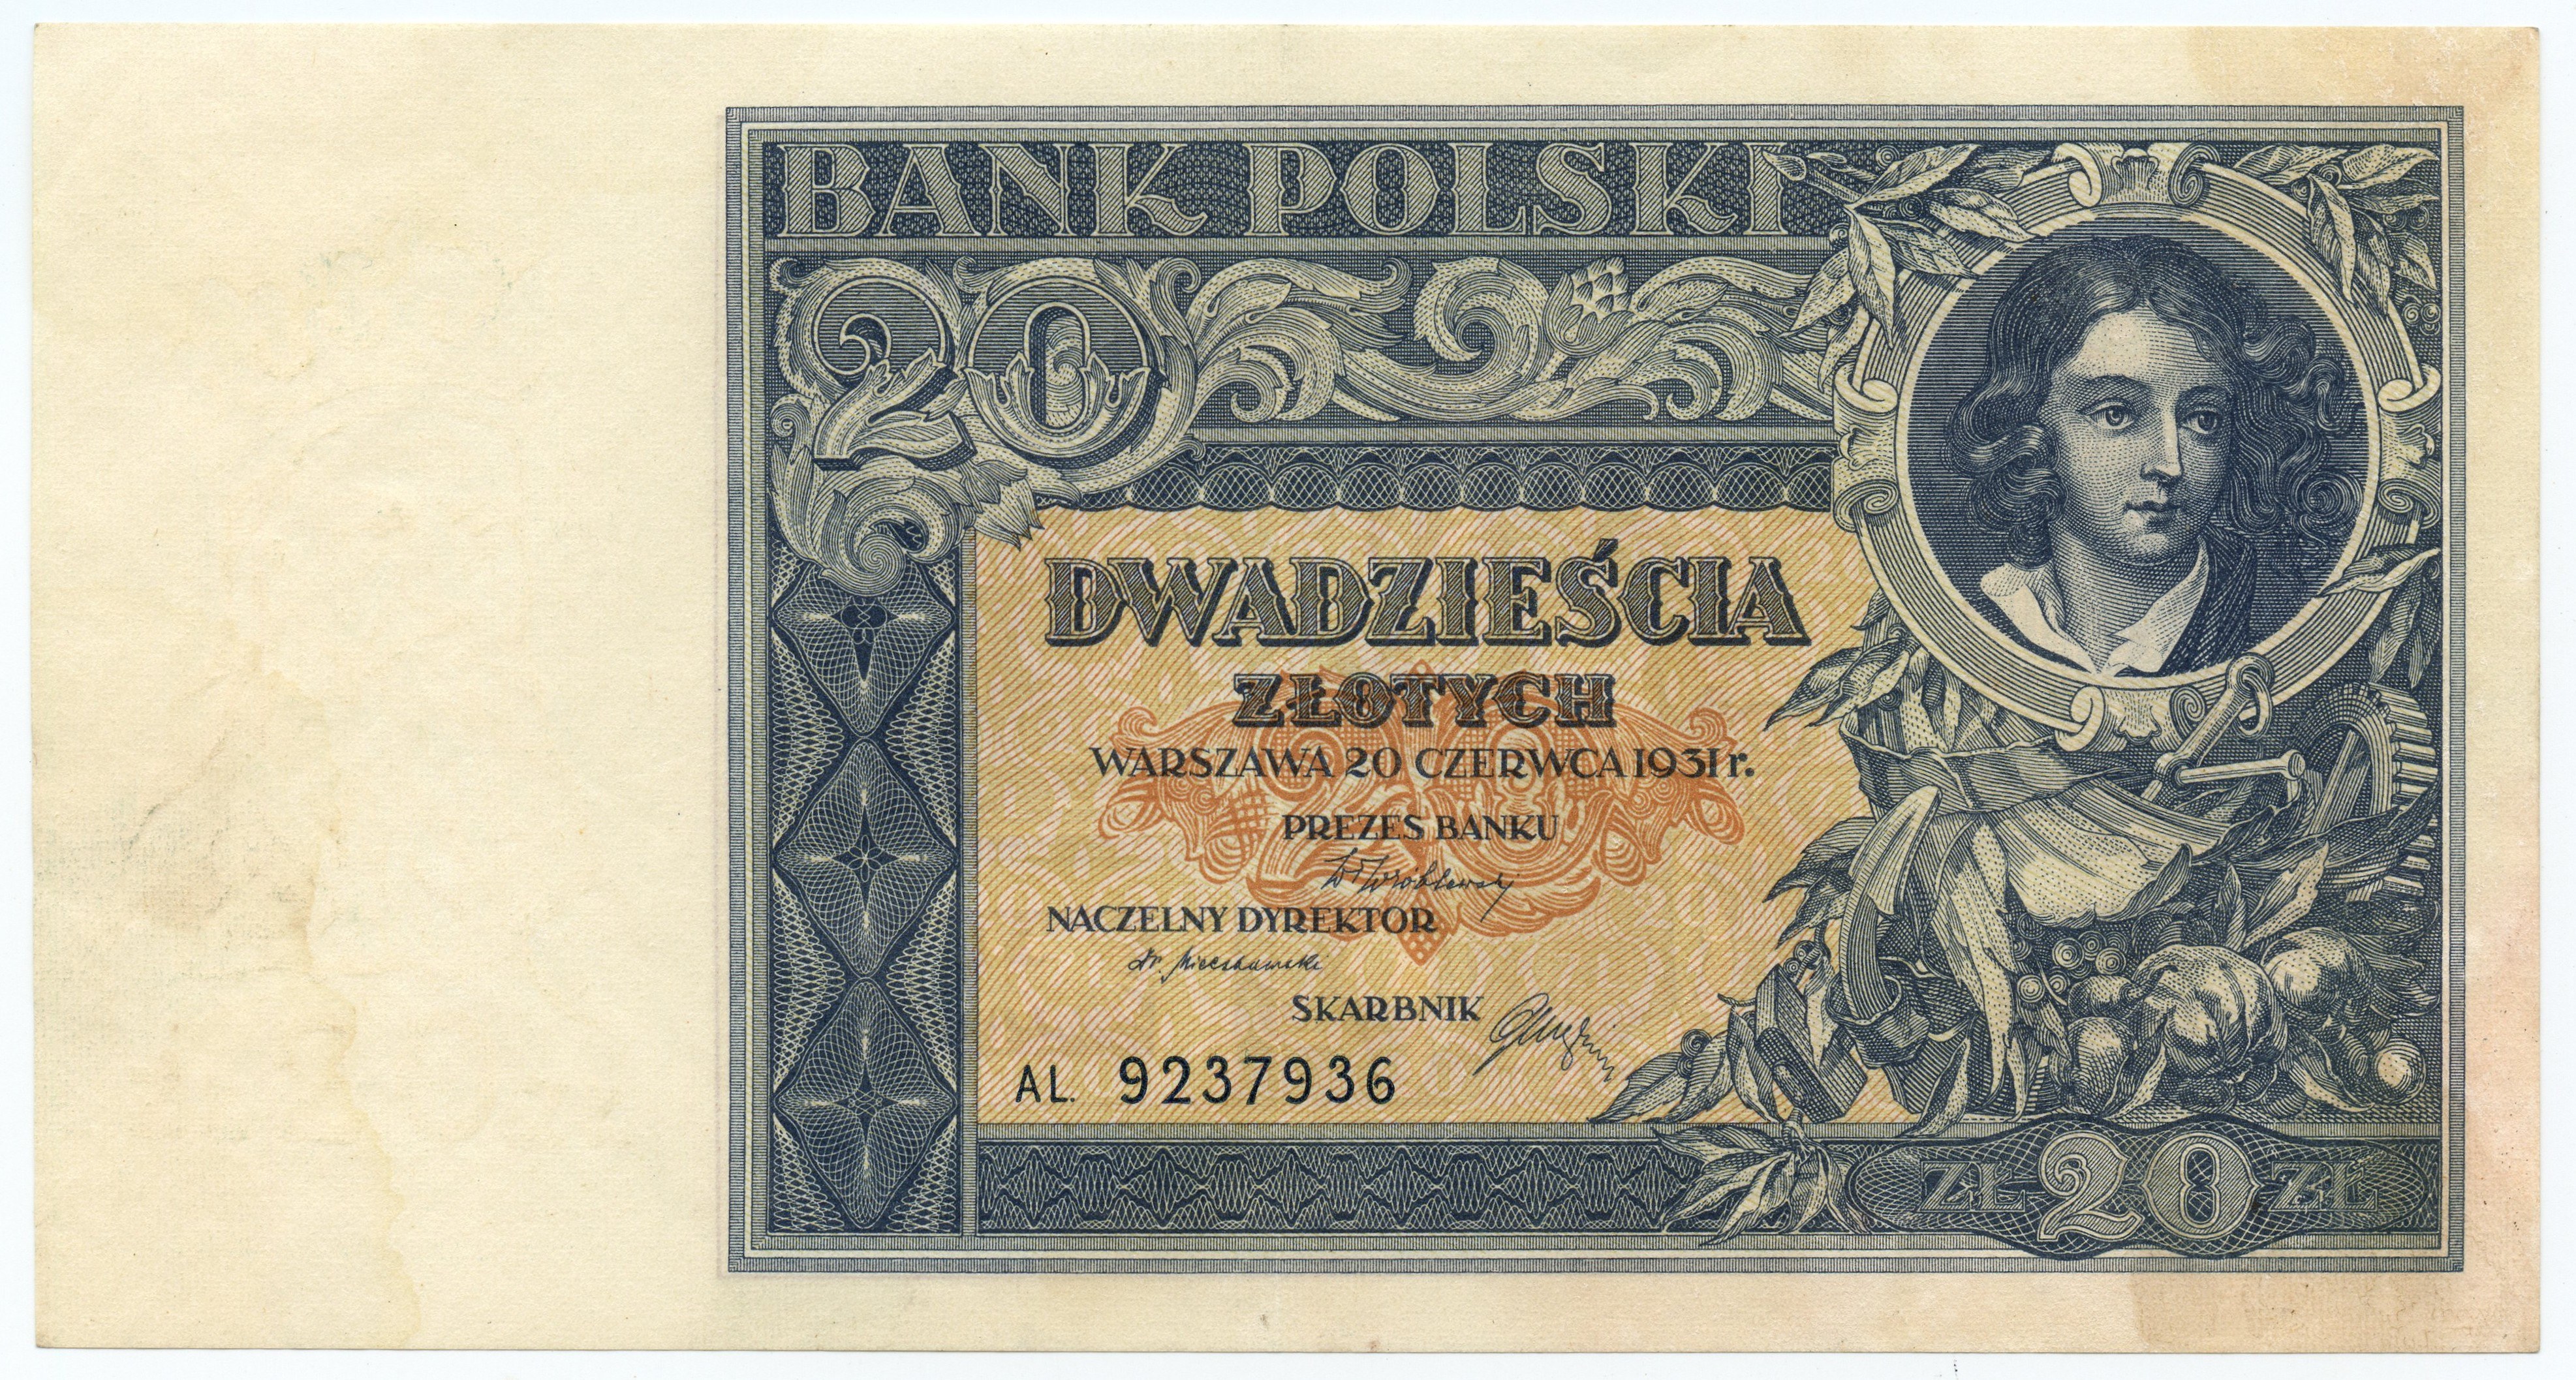 BANK POLSKI
20
DWADZIEŚCIA
ZŁOTYCH
WARSZAWA 20 CZERWCA 1931 r.
PREZES BANKU
NACZELNY DYREKTOR
SKARBNIK
AL. 9237936
ZŁ 20 ZŁ